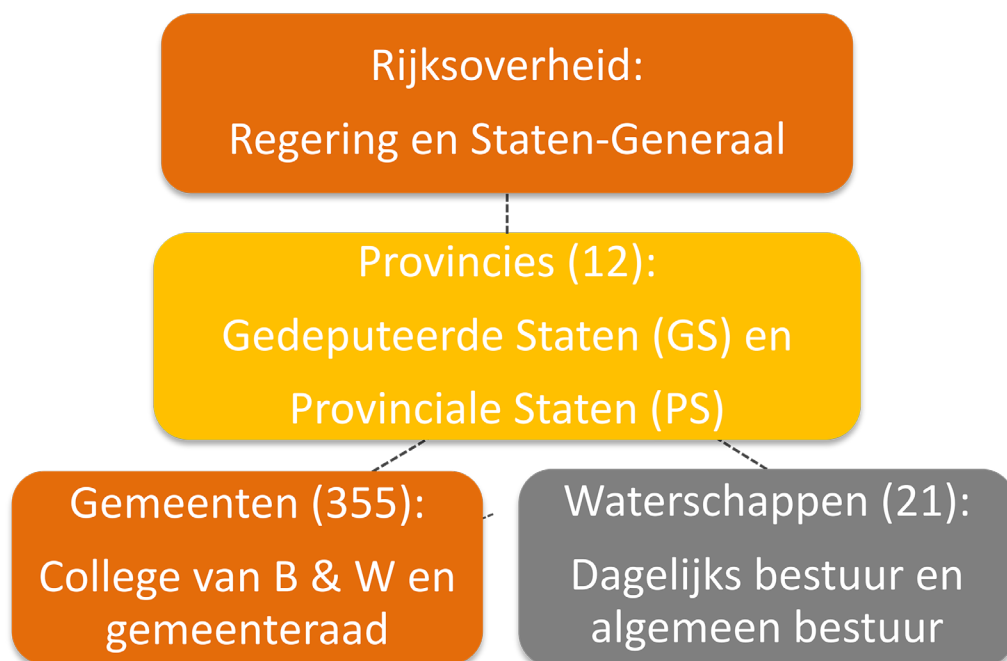 Rijksoverheid:
Regering en Staten-Generaal
Provincies (12):
Gedeputeerde Staten (GS) en
Provinciale Staten (PS)
Gemeenten (355):
College van B & W en
gemeenteraad
Waterschappen (21):
Dagelijks bestuur en
algemeen bestuur